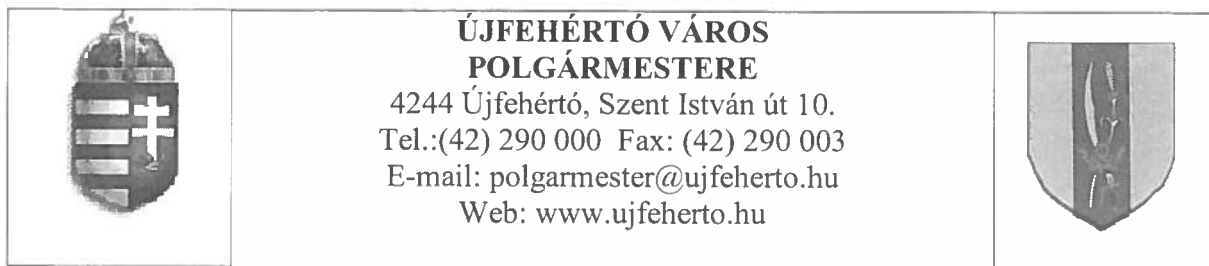 ÚJFEHÉRTÓ VÁROS
POLGÁRMESTERE
4244 Újfehértó, Szent István út 10.
Tel.:(42) 290 000 Fax: (42) 290 003
E-mail: polgarmester@ujfeherto.hu
Web: www.ujfeherto.hu